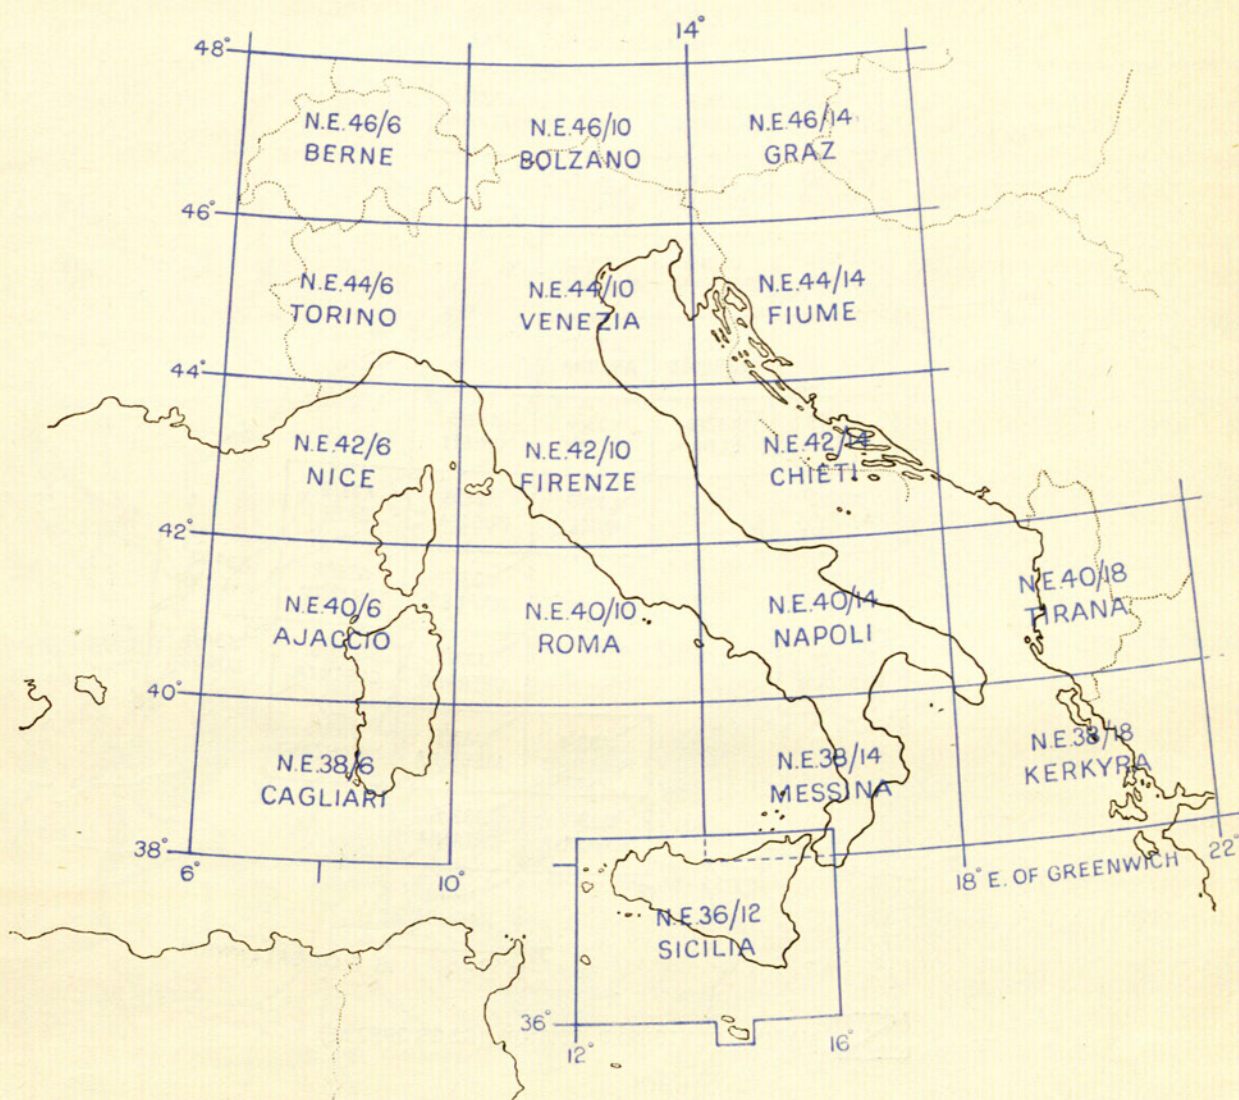 14°
48°
N.E.46/6
BERNE
N.E.46/10
BOLZANO
N.E.46/14
GRAZ
46°
N.E.44/6
TORINO
N.E.44/10
VENEZIA
N.E.44/14
FIUME
44°
N.E.42/6
NICE
N.E.42/10
FIRENZE
N.E.42/14
CHIETI
42°
N.E.40/6
AJACCIO
N.E.40/10
ROMA
N.E.40/14
NAPOLI
N.E.40/18
TIRANA
40°
N.E.38/6
CAGLIARI
N.E.38/14
MESSINA
N.E.38/18
KERKYRA
38°
6°
10°
18° E. OF GREENWICH
22°
N.E.36/12
SICILIA
36°
12°
16°